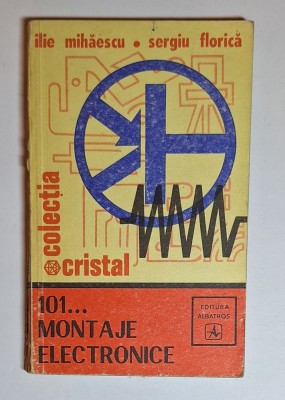 ilie mihăescu • sergiu florică
colecția
cristal
101...
MONTAJE
ELECTRONICE
EDITURA
ALBATROS